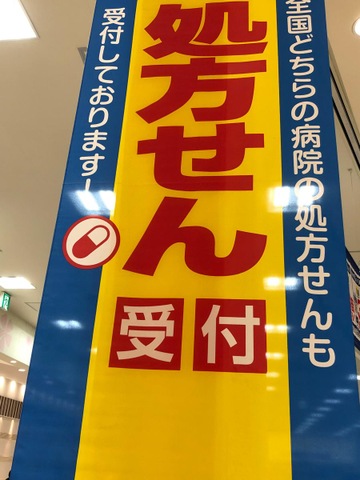 全国どちらの病院の処方せんも
処方せん
受付
受付しております!